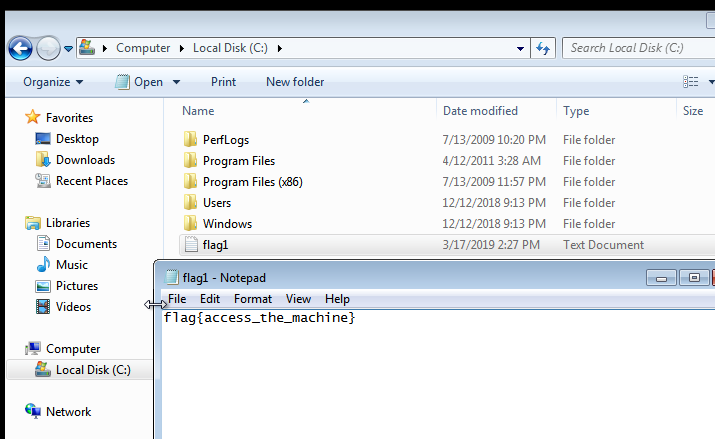 Computer Local Disk (C:) Search Local Disk (C:)
Organize Open Print New folder
Favorites
Desktop
Downloads
Recent Places
Libraries
Documents
Music
Pictures
Videos
Computer
Local Disk (C:)
Network
Name Date modified Type Size
PerfLogs 7/13/2009 10:20 PM File folder
Program Files 4/12/2011 3:28 AM File folder
Program Files (x86) 7/13/2009 11:57 PM File folder
Users 12/12/2018 9:13 PM File folder
Windows 12/12/2018 9:13 PM File folder
flag1 3/17/2019 2:27 PM Text Document
flag1 - Notepad
File Edit Format View Help
flag{access_the_machine}